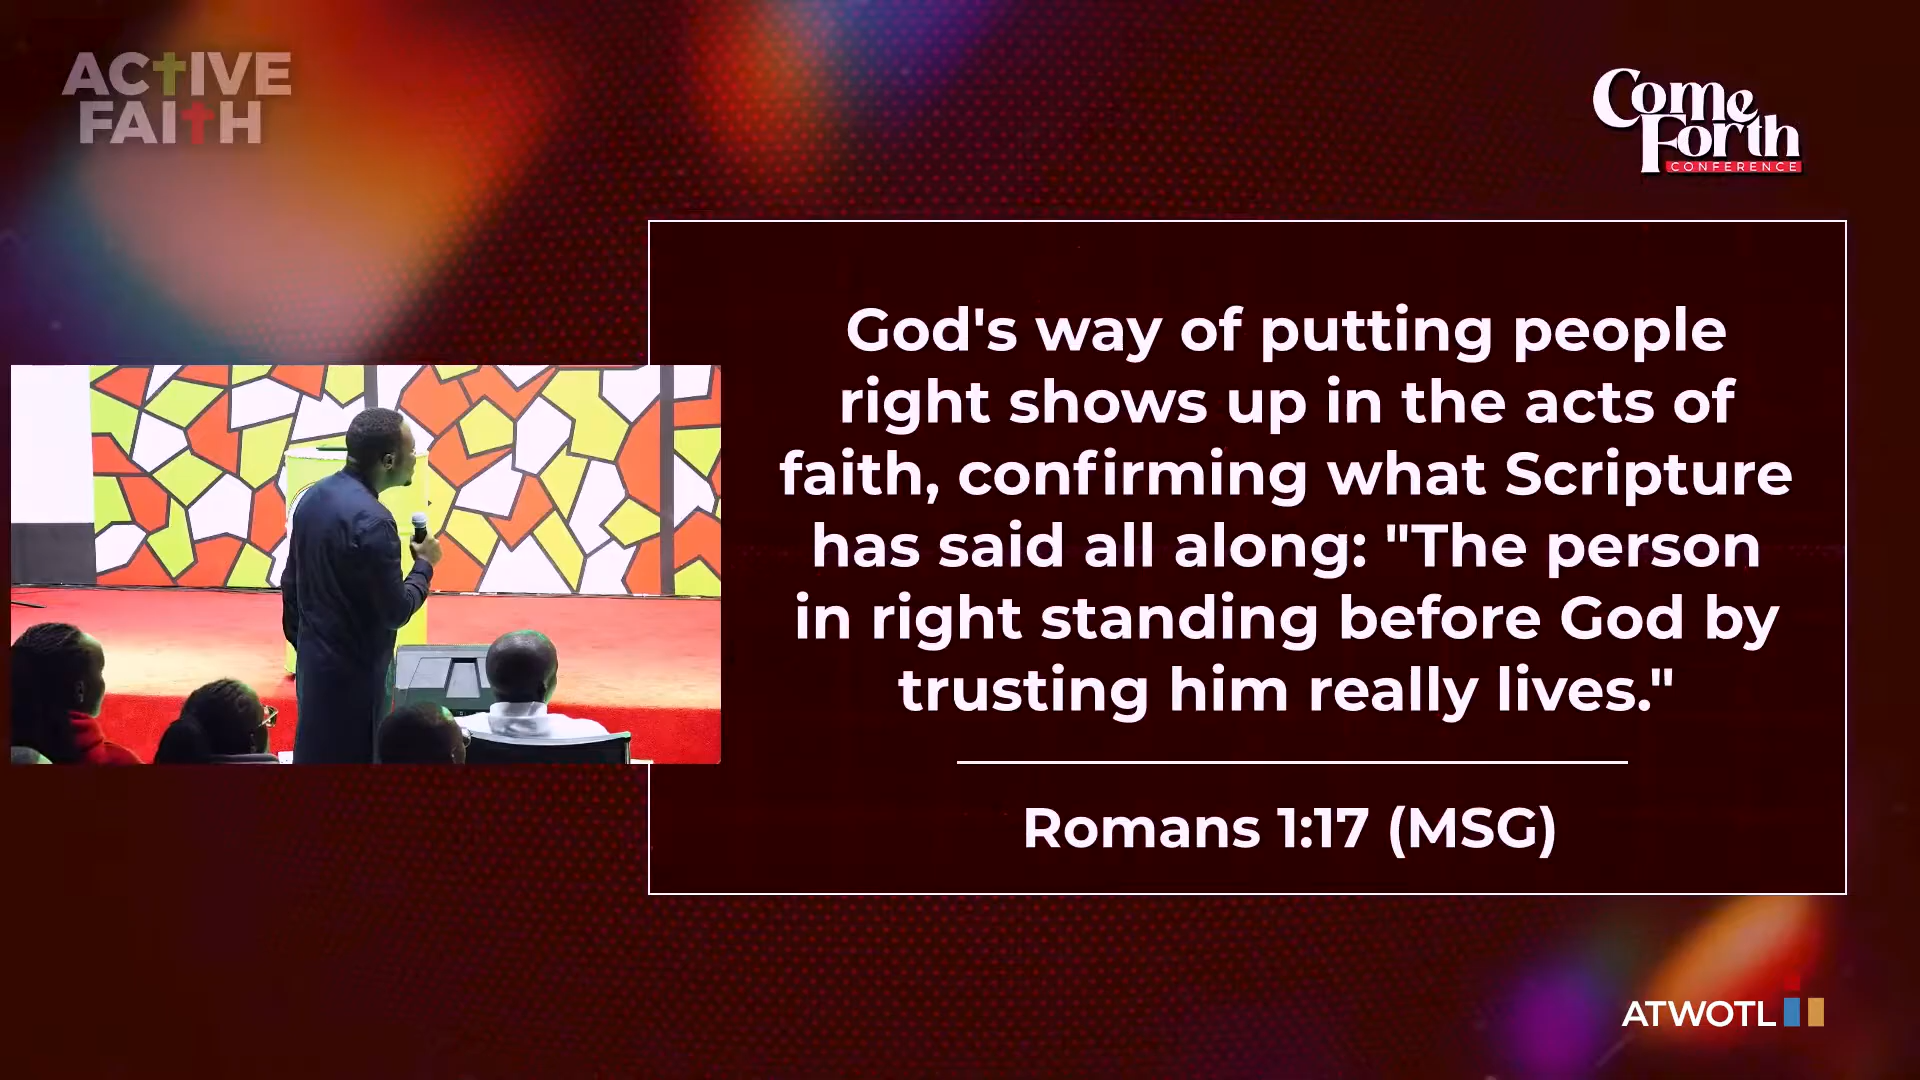 ACTIVE
FAITH
Come
Forth
CONFERENCE
God's way of putting people
right shows up in the acts of
faith, confirming what Scripture
has said all along: "The person
in right standing before God by
trusting him really lives."
Romans 1:17 (MSG)
ATWOTL